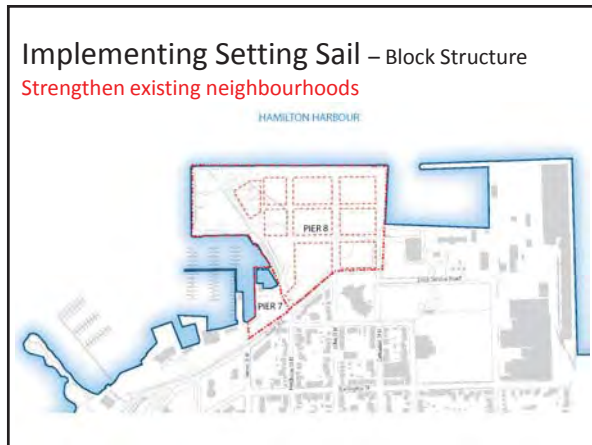 Implementing Setting Sail – Block Structure
Strengthen existing neighbourhoods
HAMILTON HARBOUR
PIER 8
PIER 7